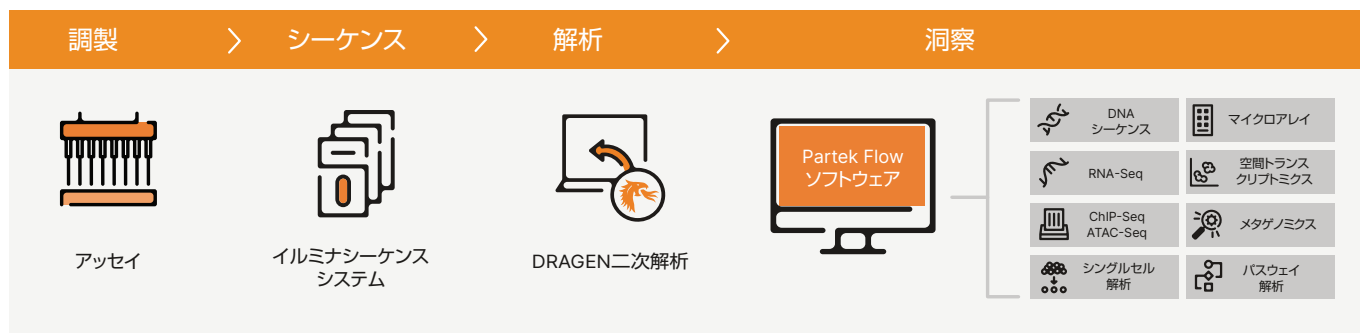 調製
シーケンス
解析
洞察
アッセイ
イルミナシーケンス
システム
DRAGEN二次解析
Partek Flow
ソフトウェア
DNA
シーケンス
マイクロアレイ
RNA-Seq
空間トランス
クリプトミクス
ChIP-Seq
ATAC-Seq
メタゲノミクス
シングルセル
解析
パスウェイ
解析